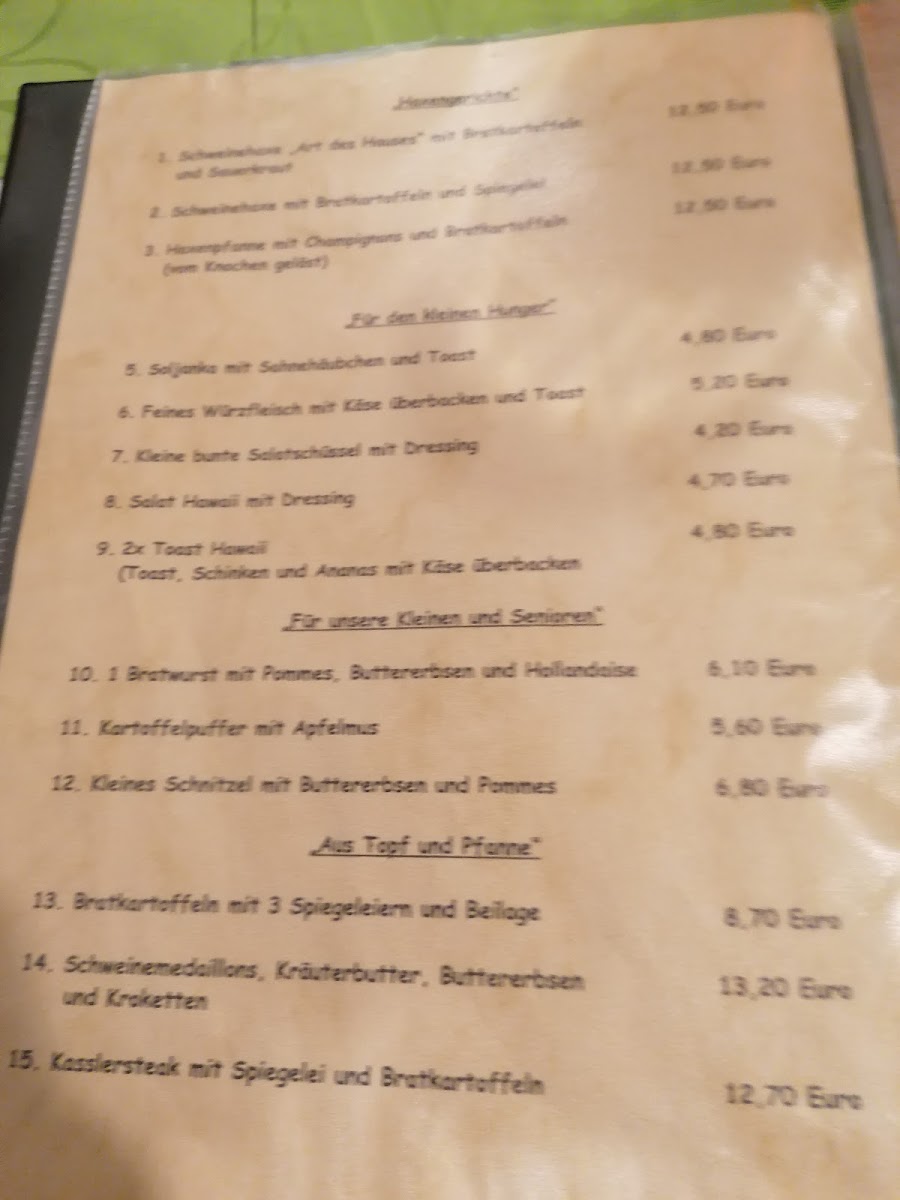 „Haxengerichte"
1. Schweinehaxe „Art des Hauses" mit Bratkartoffeln 12,50 Euro
und Sauerkraut
2. Schweinehaxe mit Bratkartoffeln und Spiegelei 12,50 Euro
3. Haxenpfanne mit Champignons und Bratkartoffeln 12,50 Euro
(vom Knochen gelöst)
„Für den kleinen Hunger"
5. Soljanka mit Sahnehäubchen und Toast 4,80 Euro
6. Feines Würzfleisch mit Käse überbacken und Toast 5,20 Euro
7. Kleine bunte Salatschüssel mit Dressing 4,20 Euro
8. Salat Hawaii mit Dressing 4,70 Euro
9. 2x Toast Hawaii 4,80 Euro
(Toast, Schinken und Ananas mit Käse überbacken
„Für unsere Kleinen und Senioren"
10. 1 Bratwurst mit Pommes, Buttererbsen und Hollandaise 6,10 Euro
11. Kartoffelpuffer mit Apfelmus 5,60 Euro
12. Kleines Schnitzel mit Buttererbsen und Pommes 6,80 Euro
„Aus Topf und Pfanne"
13. Bratkartoffeln mit 3 Spiegeleiern und Beilage 8,70 Euro
14. Schweinemedaillons, Kräuterbutter, Buttererbsen 13,20 Euro
und Kroketten
15. Kasslersteak mit Spiegelei und Bratkartoffeln 12,70 Euro